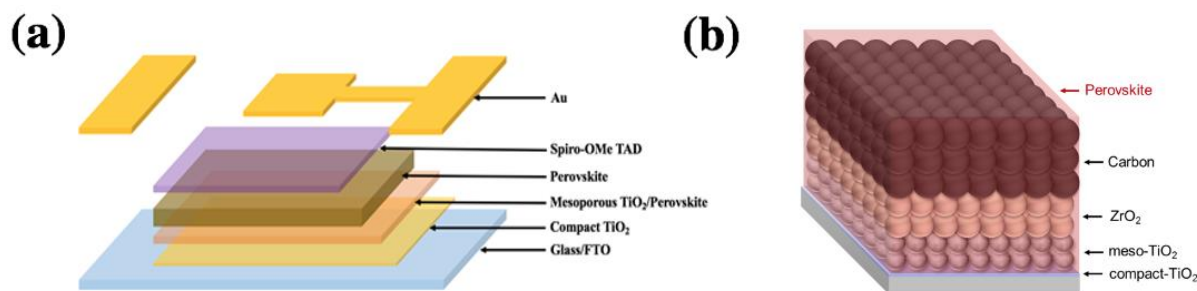 (a)
Au
Spiro-OMe TAD
Perovskite
Mesoporous TiO₂/Perovskite
Compact TiO₂
Glass/FTO
(b)
Perovskite
Carbon
ZrO₂
meso-TiO₂
compact-TiO₂